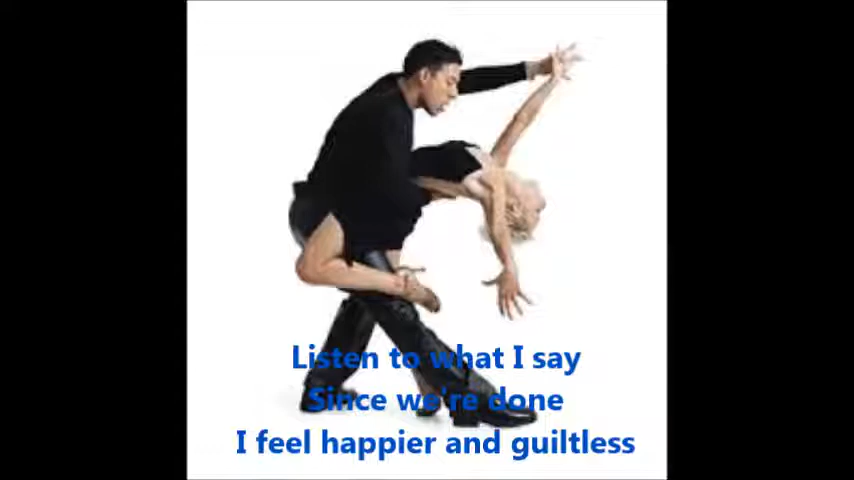 Listen to what I say
Since we're done
I feel happier and guiltless